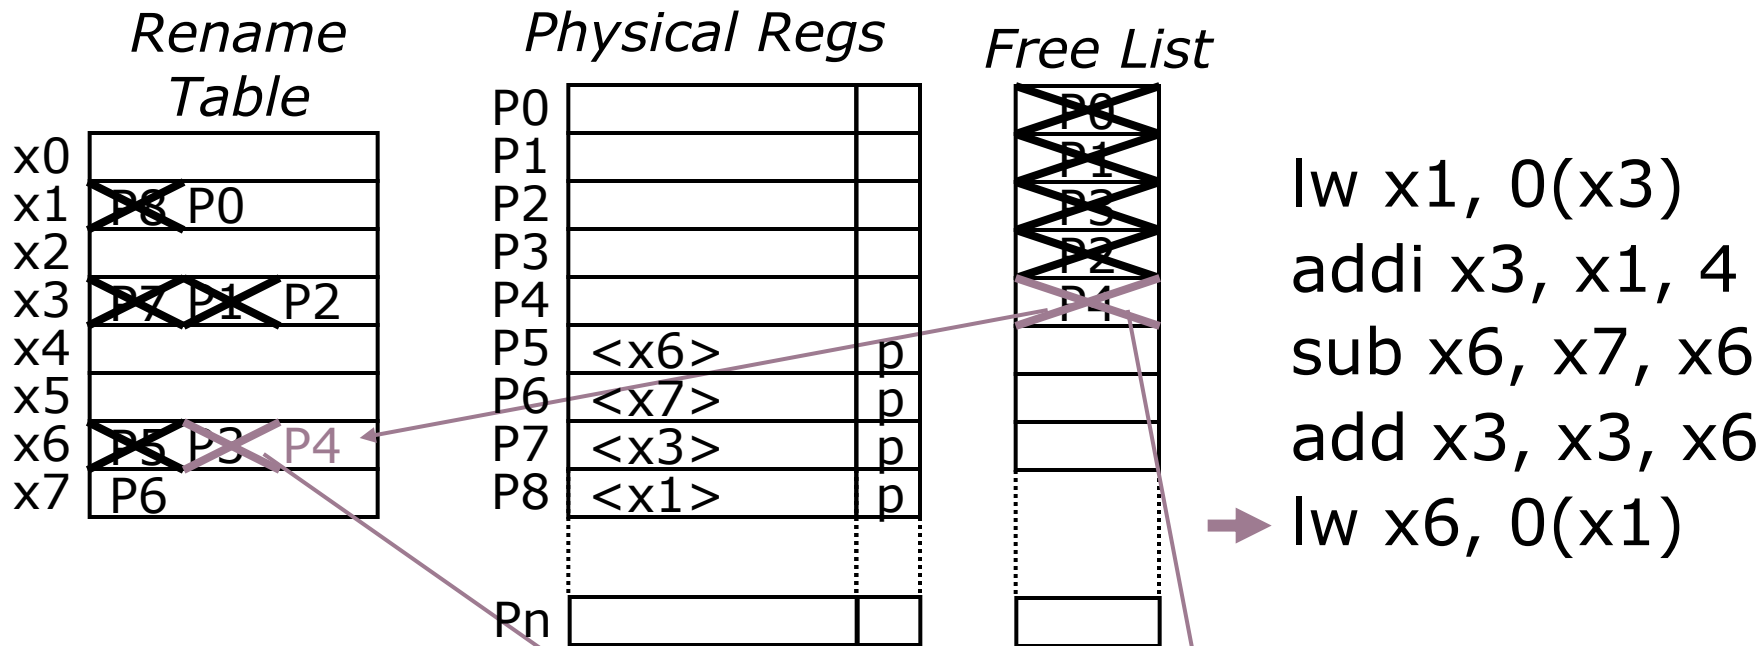 Rename
Table
x0
x1 P8 P0
x2
x3 P7 P1 P2
x4
x5
x6 P5 P3 P4
x7 P6
Physical Regs
P0
P1
P2
P3
P4
P5 <x6> p
P6 <x7> p
P7 <x3> p
P8 <x1> p
Pn
Free List
P0
P1
P3
P2
P4
lw x1, 0(x3)
addi x3, x1, 4
sub x6, x7, x6
add x3, x3, x6
lw x6, 0(x1)